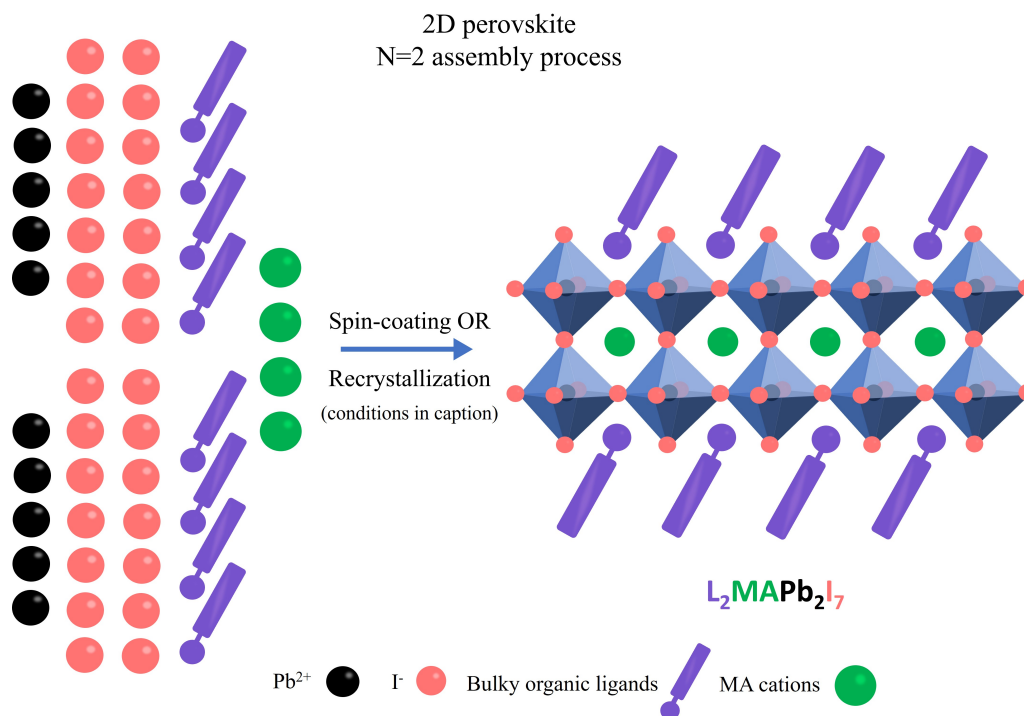 2D perovskite
N=2 assembly process
Spin-coating OR
Recrystallization
(conditions in caption)
L₂MAPb₂I₇
Pb²⁺
I⁻
Bulky organic ligands
MA cations